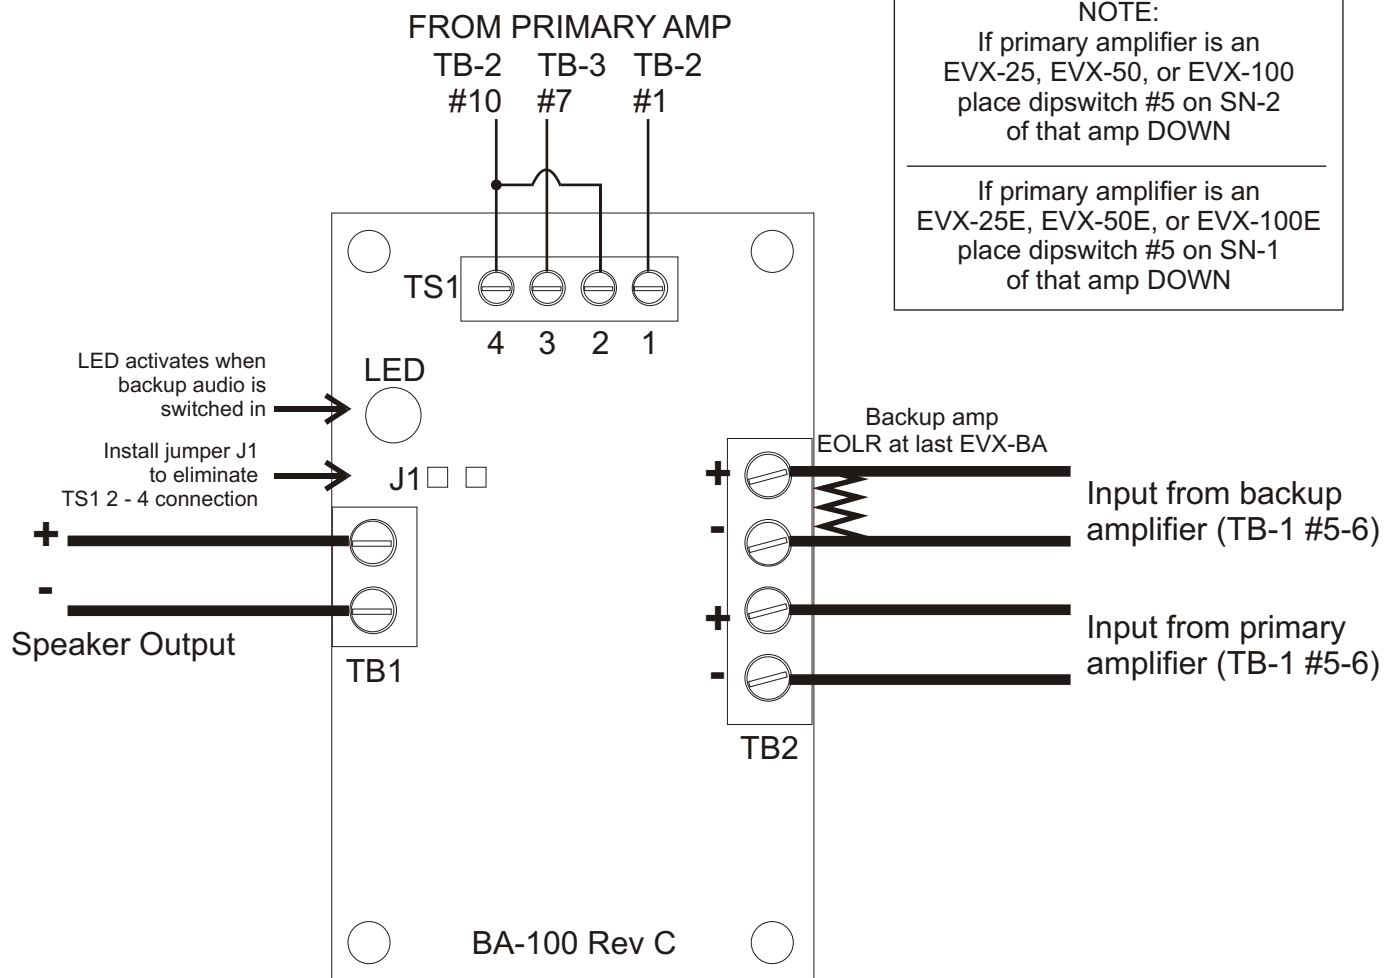 FROM PRIMARY AMP
TB-2 TB-3 TB-2
#10 #7 #1
NOTE:
If primary amplifier is an
EVX-25, EVX-50, or EVX-100
place dipswitch #5 on SN-2
of that amp DOWN
If primary amplifier is an
EVX-25E, EVX-50E, or EVX-100E
place dipswitch #5 on SN-1
of that amp DOWN
TS1
4 3 2 1
LED activates when
backup audio is
switched in
LED
Install jumper J1
to eliminate
TS1 2 - 4 connection
J1
Backup amp
EOLR at last EVX-BA
+
-
Input from backup
amplifier (TB-1 #5-6)
+
-
Input from primary
amplifier (TB-1 #5-6)
+
-
Speaker Output
TB1
TB2
BA-100 Rev C